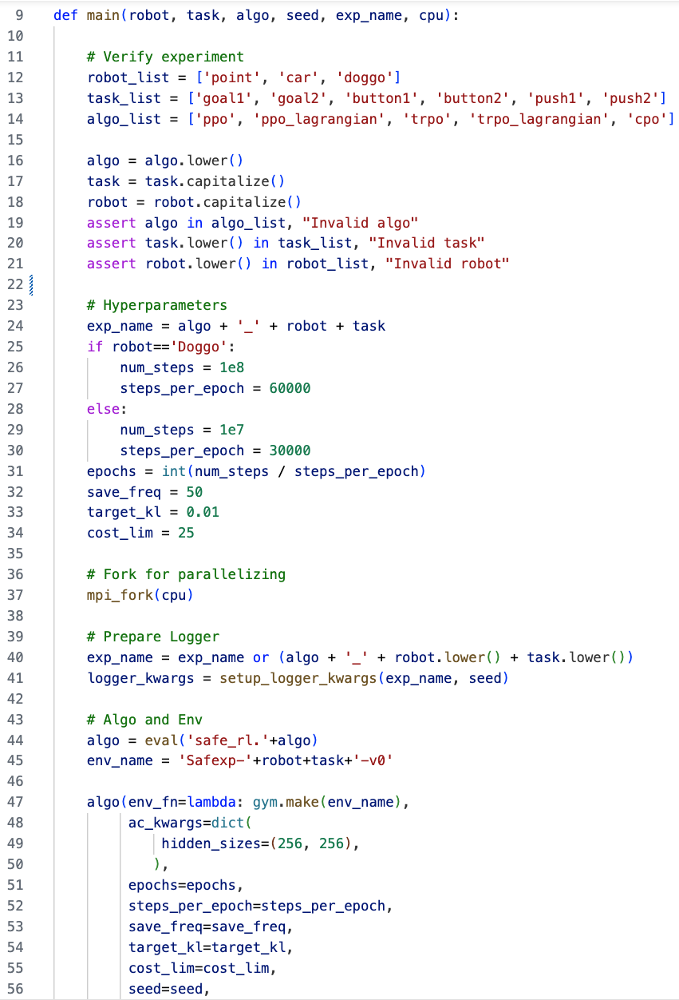 9 def main(robot, task, algo, seed, exp_name, cpu):
10
11     # Verify experiment
12     robot_list = ['point', 'car', 'doggo']
13     task_list = ['goal1', 'goal2', 'button1', 'button2', 'push1', 'push2']
14     algo_list = ['ppo', 'ppo_lagrangian', 'trpo', 'trpo_lagrangian', 'cpo']
15
16     algo = algo.lower()
17     task = task.capitalize()
18     robot = robot.capitalize()
19     assert algo in algo_list, "Invalid algo"
20     assert task.lower() in task_list, "Invalid task"
21     assert robot.lower() in robot_list, "Invalid robot"
22
23     # Hyperparameters
24     exp_name = algo + '_' + robot + task
25     if robot=='Doggo':
26         num_steps = 1e8
27         steps_per_epoch = 60000
28     else:
29         num_steps = 1e7
30         steps_per_epoch = 30000
31     epochs = int(num_steps / steps_per_epoch)
32     save_freq = 50
33     target_kl = 0.01
34     cost_lim = 25
35
36     # Fork for parallelizing
37     mpi_fork(cpu)
38
39     # Prepare Logger
40     exp_name = exp_name or (algo + '_' + robot.lower() + task.lower())
41     logger_kwargs = setup_logger_kwargs(exp_name, seed)
42
43     # Algo and Env
44     algo = eval('safe_rl.'+algo)
45     env_name = 'Safexp-'+robot+task+'-v0'
46
47     algo(env_fn=lambda: gym.make(env_name),
48          ac_kwargs=dict(
49              hidden_sizes=(256, 256),
50             ),
51          epochs=epochs,
52          steps_per_epoch=steps_per_epoch,
53          save_freq=save_freq,
54          target_kl=target_kl,
55          cost_lim=cost_lim,
56          seed=seed,